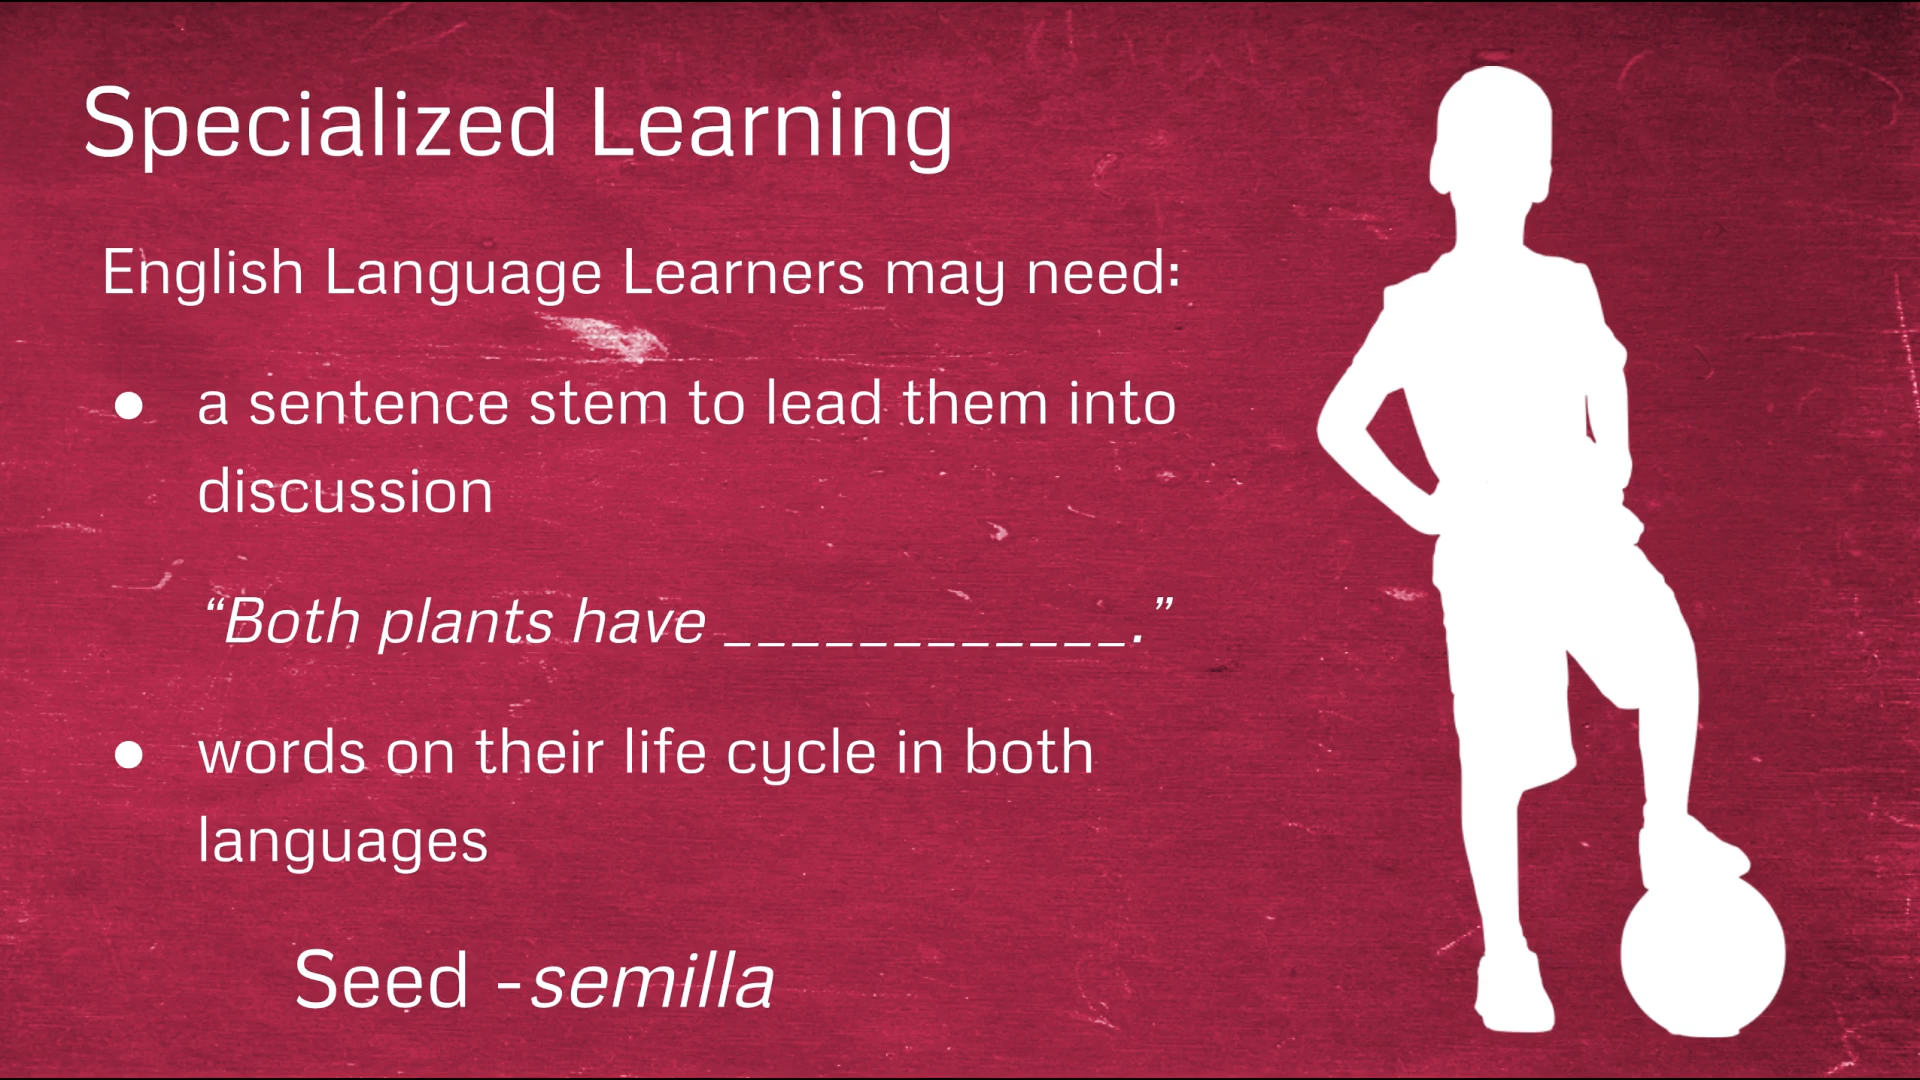 Specialized Learning
English Language Learners may need:
● a sentence stem to lead them into
discussion
“Both plants have ____________.”
● words on their life cycle in both
languages
Seed -semilla